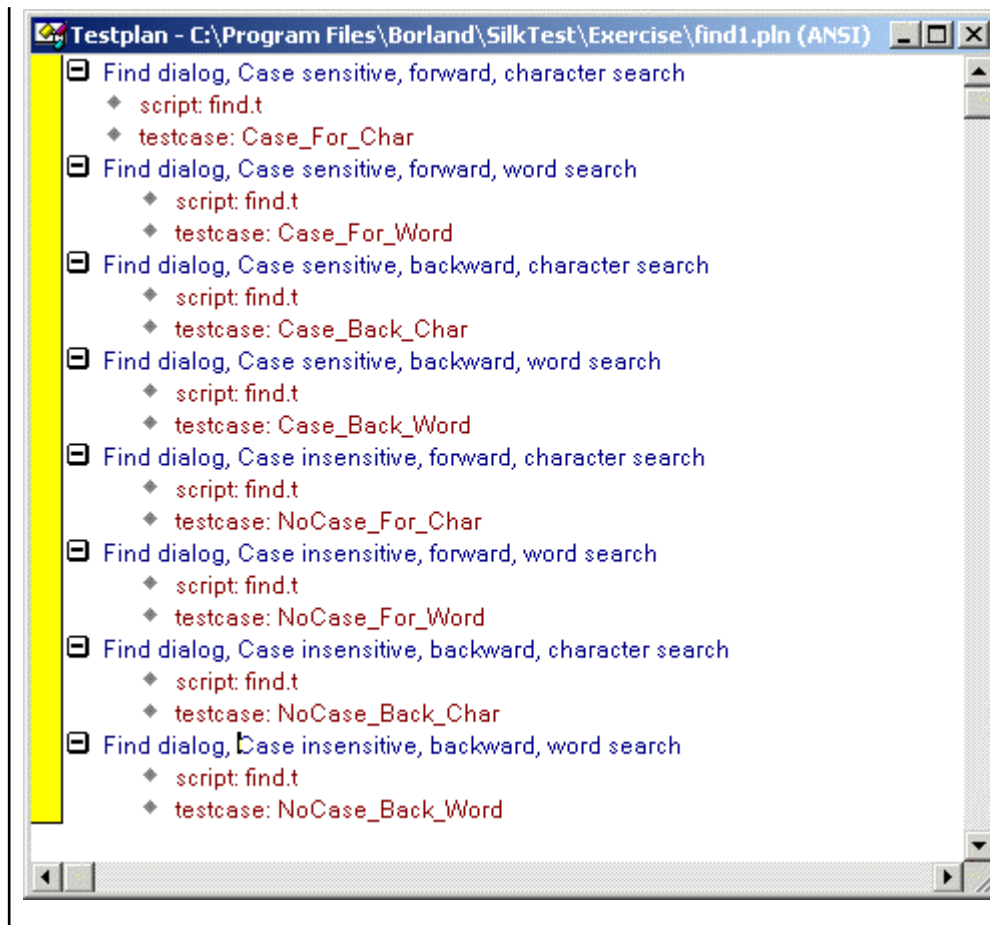 Testplan - C:\Program Files\Borland\SilkTest\Exercise\find1.pln (ANSI)
Find dialog, Case sensitive, forward, character search
script: find.t
testcase: Case_For_Char
Find dialog, Case sensitive, forward, word search
script: find.t
testcase: Case_For_Word
Find dialog, Case sensitive, backward, character search
script: find.t
testcase: Case_Back_Char
Find dialog, Case sensitive, backward, word search
script: find.t
testcase: Case_Back_Word
Find dialog, Case insensitive, forward, character search
script: find.t
testcase: NoCase_For_Char
Find dialog, Case insensitive, forward, word search
script: find.t
testcase: NoCase_For_Word
Find dialog, Case insensitive, backward, character search
script: find.t
testcase: NoCase_Back_Char
Find dialog, Case insensitive, backward, word search
script: find.t
testcase: NoCase_Back_Word